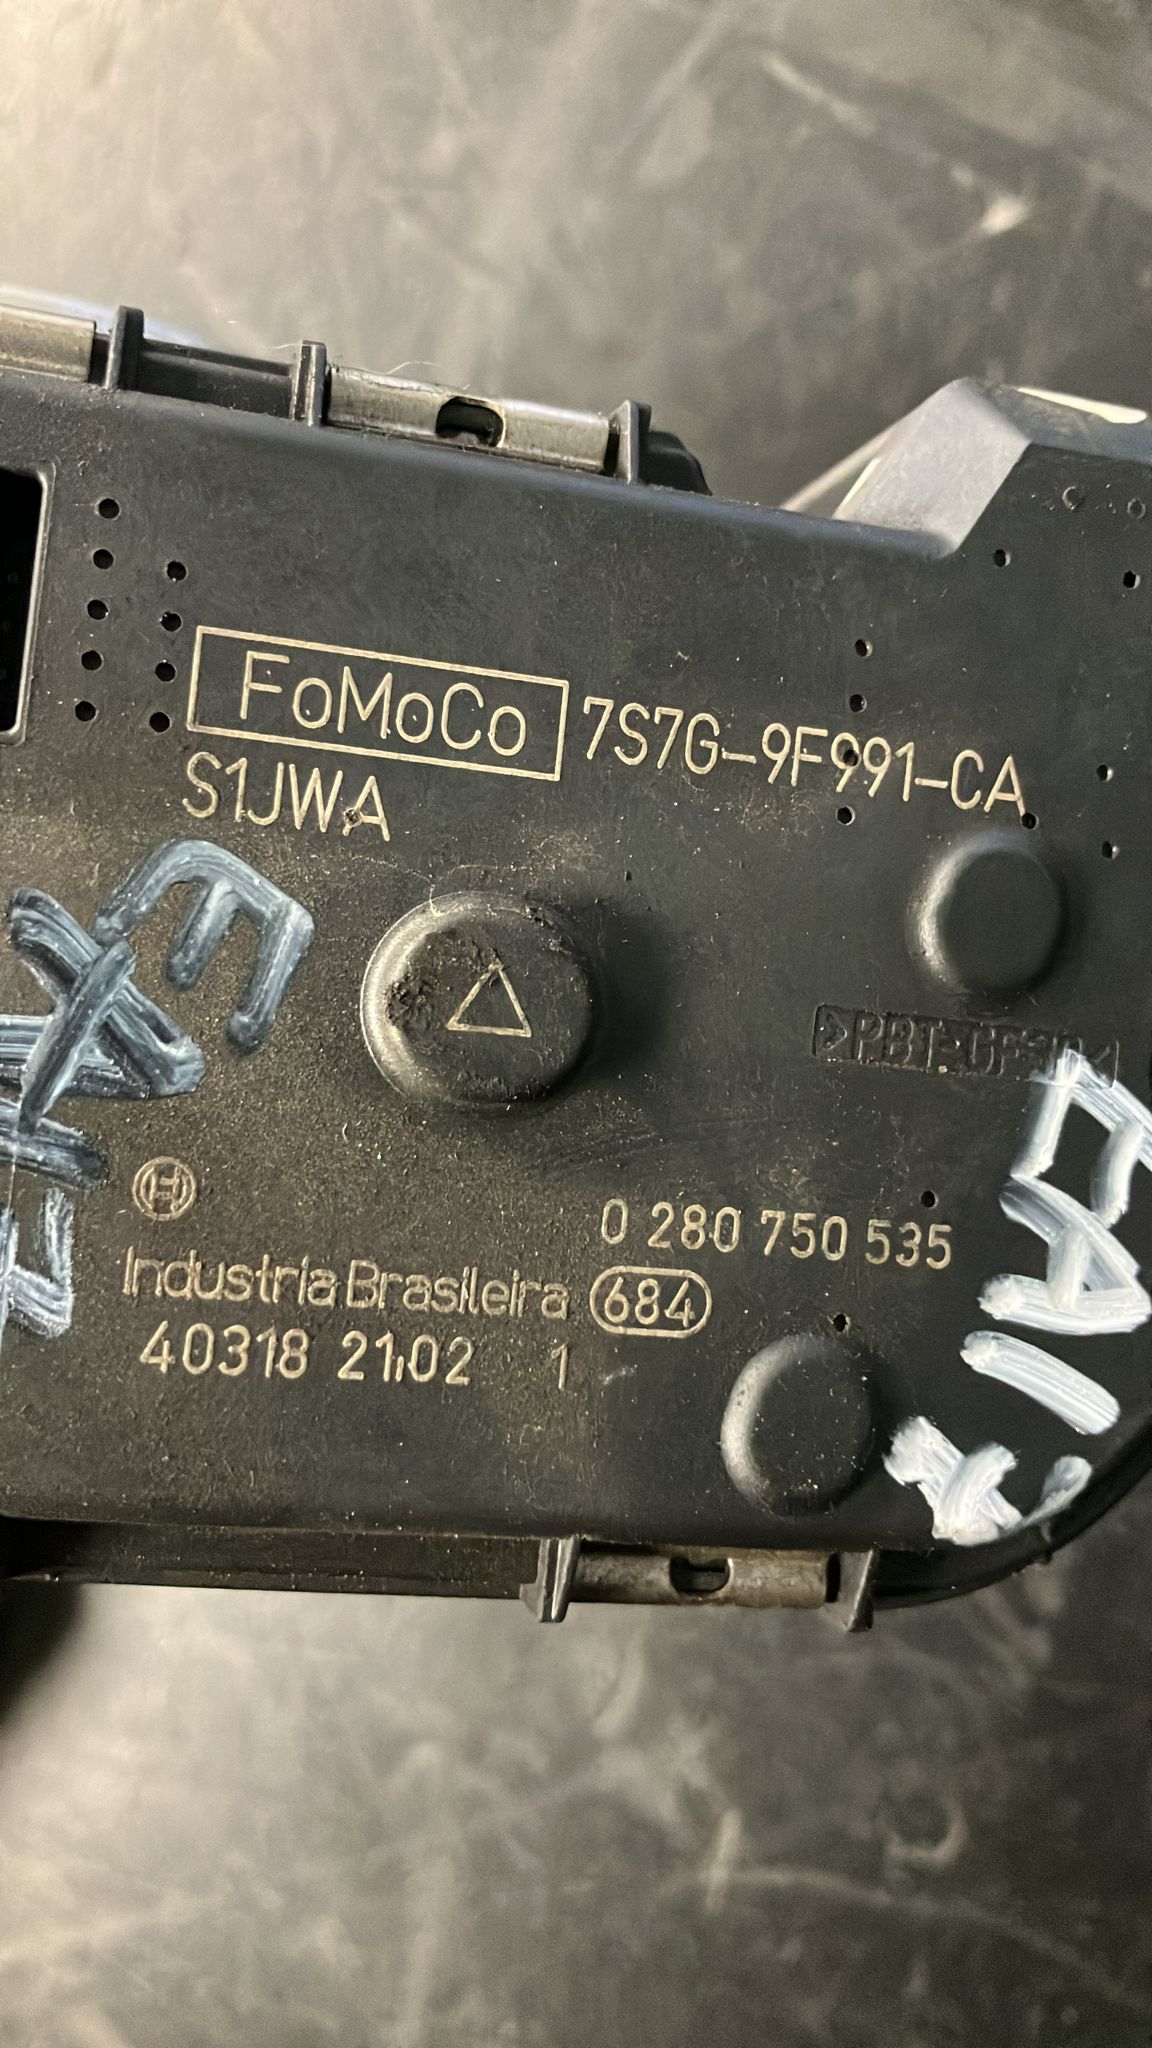 FoMoCo 7S7G-9F991-CA
S1JWA
0 280 750 535
Industria Brasileira 684
40318 21.02 1